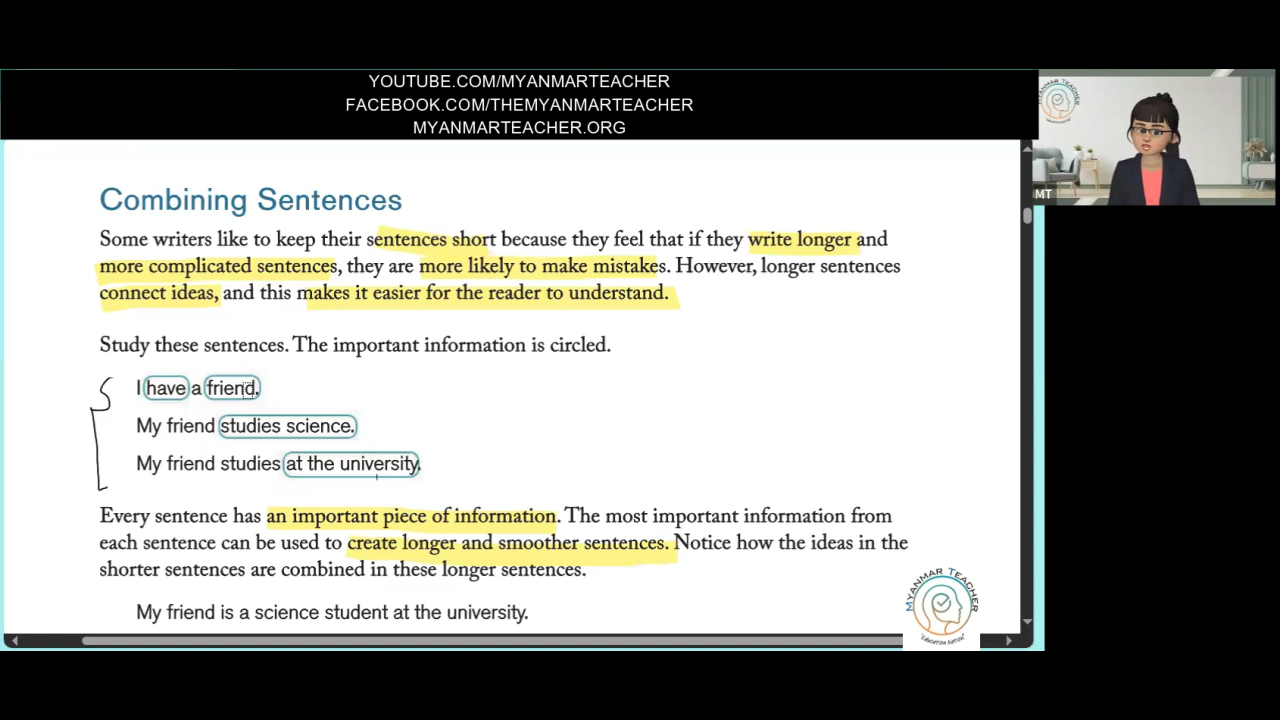 YOUTUBE.COM/MYANMARTEACHER
FACEBOOK.COM/THEMYANMARTEACHER
MYANMARTEACHER.ORG
MYANMAR TEACHER
MT
Combining Sentences
Some writers like to keep their sentences short because they feel that if they write longer and
more complicated sentences, they are more likely to make mistakes. However, longer sentences
connect ideas, and this makes it easier for the reader to understand.
Study these sentences. The important information is circled.
I have a friend.
My friend studies science.
My friend studies at the university.
Every sentence has an important piece of information. The most important information from
each sentence can be used to create longer and smoother sentences. Notice how the ideas in the
shorter sentences are combined in these longer sentences.
My friend is a science student at the university.
MYANMAR TEACHER
"Education Nation"